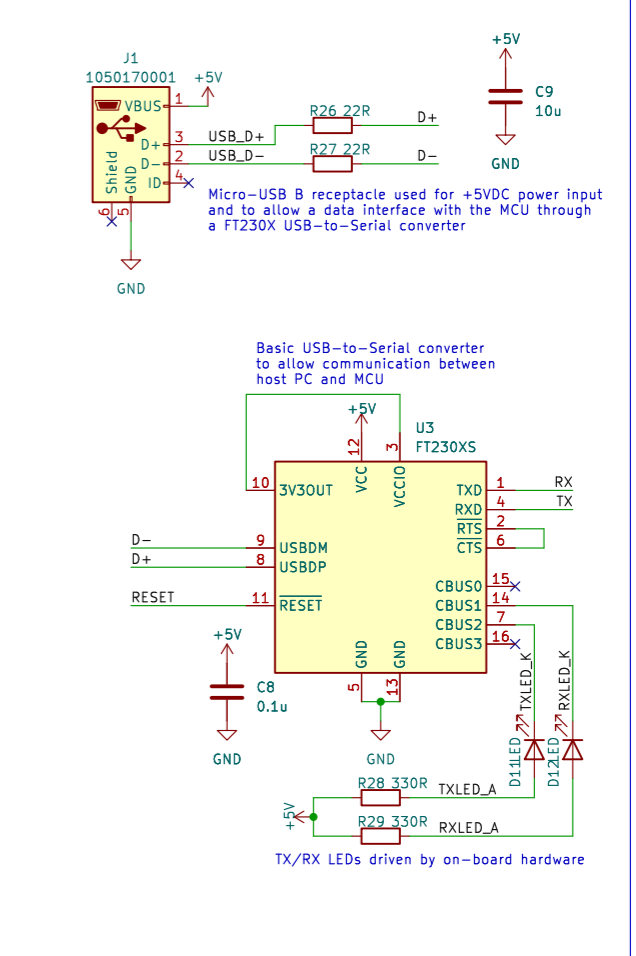 J1
1050170001
+5V
VBUS
1
D+
3
D-
2
ID
4
Shield
GND
6
5
GND
USB_D+
USB_D-
R26 22R
R27 22R
D+
D-
+5V
C9
10u
GND
Micro-USB B receptacle used for +5VDC power input
and to allow a data interface with the MCU through
a FT230X USB-to-Serial converter
Basic USB-to-Serial converter
to allow communication between
host PC and MCU
+5V
U3
FT230XS
12
3
VCC
VCCIO
10
3V3OUT
D-
9
USBDM
D+
8
USBDP
RESET
11
RESET
TXD
1
RX
RXD
4
TX
RTS
2
CTS
6
CBUS0
15
CBUS1
14
CBUS2
7
CBUS3
16
GND
GND
5
13
GND
+5V
C8
0.1u
GND
TXLED_K
RXLED_K
D11
LED
D12
LED
+5V
R28 330R
TXLED_A
R29 330R
RXLED_A
TX/RX LEDs driven by on-board hardware